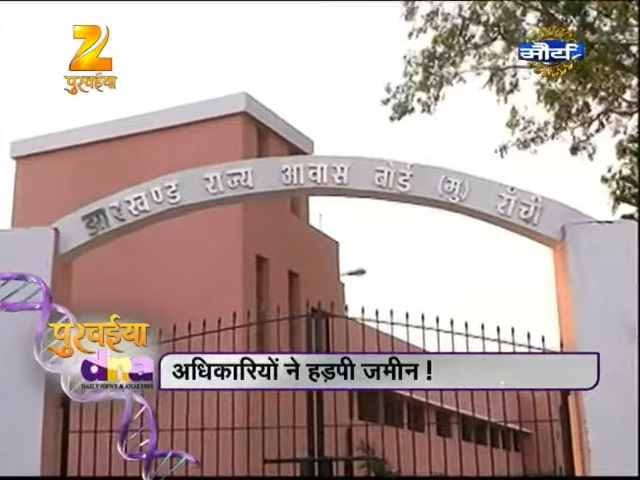 Z
पुरवईया
मौर्य
झारखण्ड राज्य आवास बोर्ड (मु.) राँची
पुरवईया
dna
DAILY NEWS & ANALYSIS
अधिकारियों ने हड़पी जमीन !